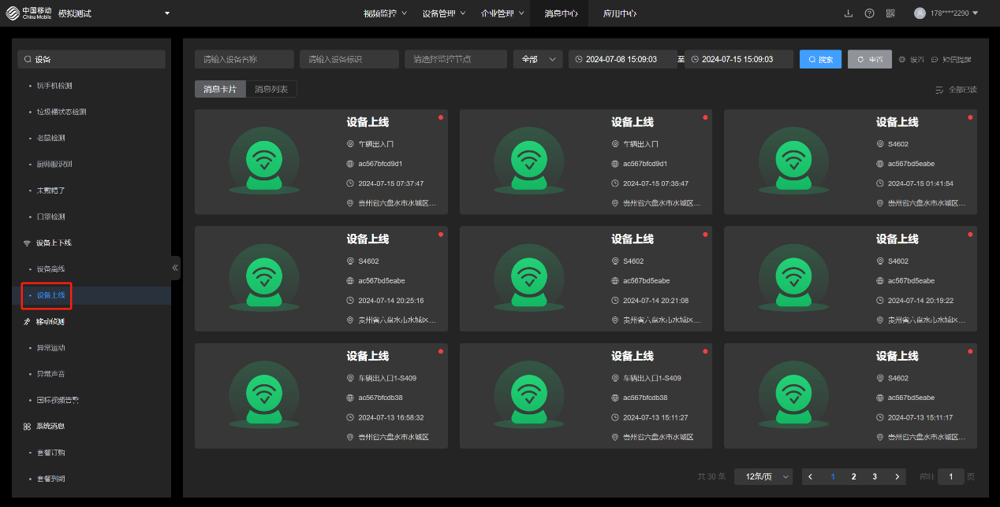 中国移动 China Mobile 模拟测试 视频监控 设备管理 企业管理 消息中心 应用中心 178****2290
设备
玩手机检测
垃圾桶状态检测
老鼠检测
厨师服识别
未戴帽子
口罩检测
设备上下线
设备离线
设备上线
移动侦测
异常运动
异常声音
国标视频告警
系统消息
套餐订购
套餐到期
请输入设备名称 请输入设备标识 请选择监控节点 全部 2024-07-08 15:09:03 至 2024-07-15 15:09:03 搜索 重置 设置 短信提醒
消息卡片 消息列表 全部已读
设备上线
车辆出入口
ac567bfcd9d1
2024-07-15 07:37:47
贵州省六盘水市水城区...
设备上线
车辆出入口
ac567bfcd9d1
2024-07-15 07:35:47
贵州省六盘水市水城区...
设备上线
S4602
ac567bd5eabe
2024-07-15 01:41:54
贵州省六盘水市水城区...
设备上线
S4602
ac567bd5eabe
2024-07-14 20:25:16
贵州省六盘水市水城区...
设备上线
S4602
ac567bd5eabe
2024-07-14 20:21:08
贵州省六盘水市水城区...
设备上线
S4602
ac567bd5eabe
2024-07-14 20:19:22
贵州省六盘水市水城区...
设备上线
车辆出入口1-S409
ac567bfcdb38
2024-07-13 16:58:32
贵州省六盘水市水城区
设备上线
车辆出入口1-S409
ac567bfcdb38
2024-07-13 15:11:27
贵州省六盘水市水城区
设备上线
S4602
ac567bd5eabe
2024-07-13 15:11:17
贵州省六盘水市水城区...
共 30 条 12条/页 1 2 3 前往 1 页